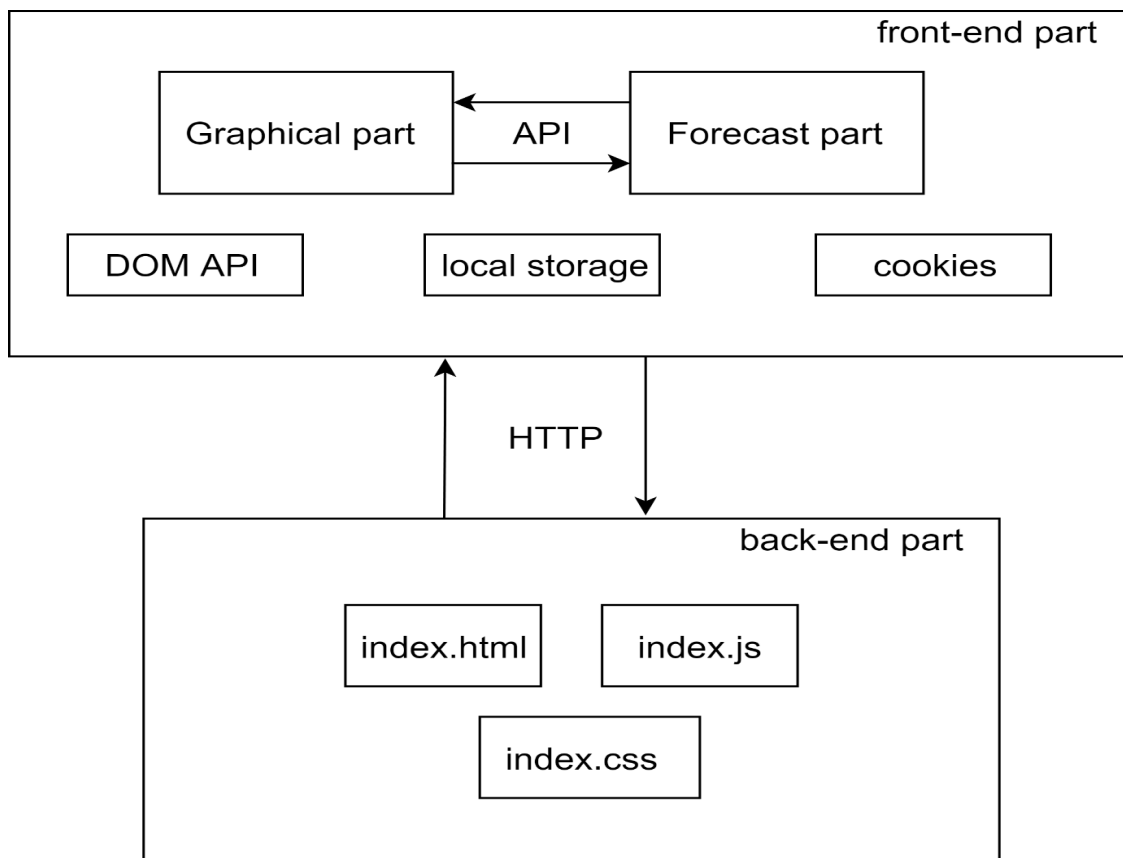 front-end part
Graphical part
API
Forecast part
DOM API
local storage
cookies
HTTP
back-end part
index.html
index.js
index.css